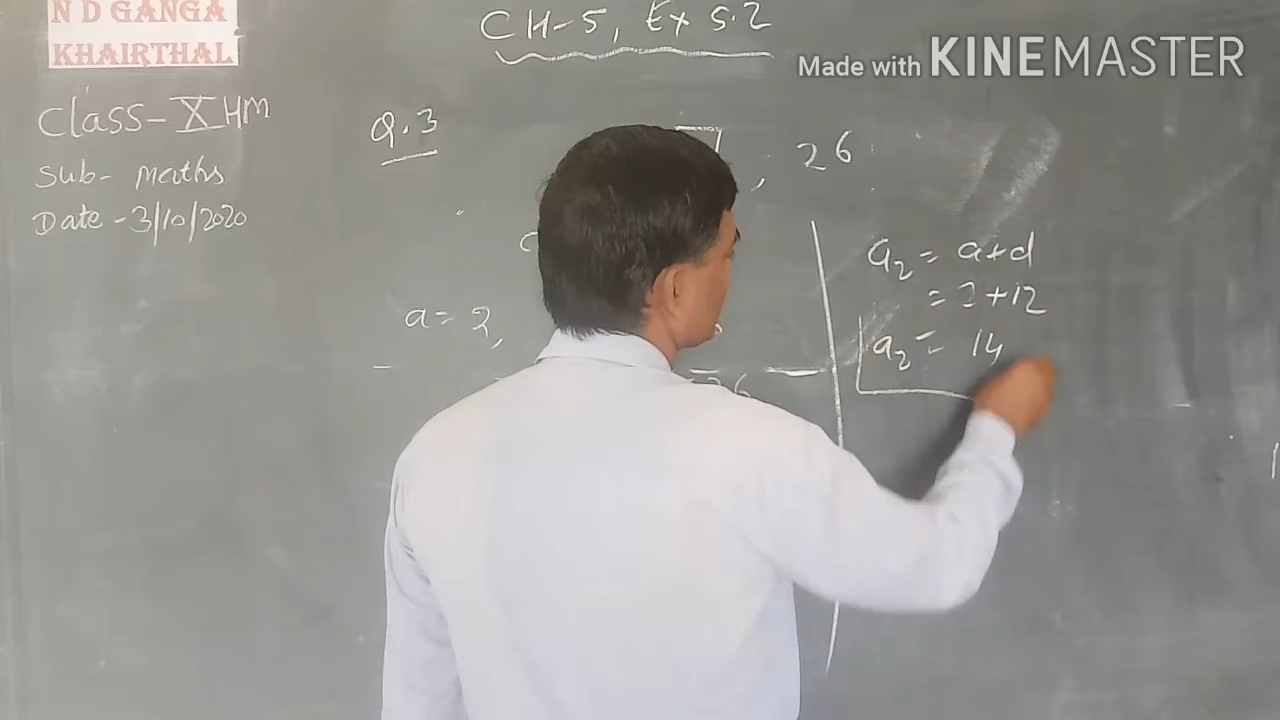 N D GANGA
KHAIRTHAL
CH-5, Ex 5.2
Made with KINEMASTER
Class-X HM
Sub- maths
Date -3/10/2020
Q.3
, 26
a = 2,
26
a2 = a+d
= 2+12
a2 = 14